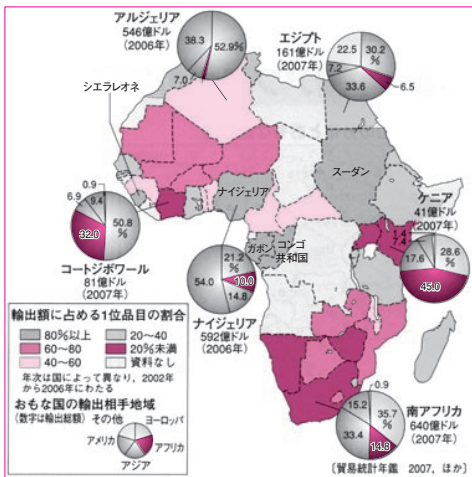 アルジェリア
546億ドル
(2006年)
38.3
52.9%
7.0
エジプト
161億ドル
(2007年)
22.5
30.2
%
7.2
33.6
6.5
シエラレオネ
スーダン
ナイジェリア
ケニア
41億ドル
(2007年)
1.4
7.4
17.6
28.6
%
45.0
ガボン
コンゴ
共和国
0.9
6.9
9.4
50.8
%
32.0
コートジボワール
81億ドル
(2007年)
21.2
%
10.0
54.0
14.8
ナイジェリア
592億ドル
(2006年)
輸出額に占める1位品目の割合
80%以上
20〜40
60〜80
20%未満
40〜60
資料なし
年次は国によって異なり、2002年
から2006年にわたる
おもな国の輸出相手地域
(数字は輸出総額)
その他
ヨーロッパ
アメリカ
アフリカ
アジア
0.9
15.2
35.7
%
33.4
14.8
南アフリカ
640億ドル
(2007年)
〔貿易統計年鑑 2007, ほか〕